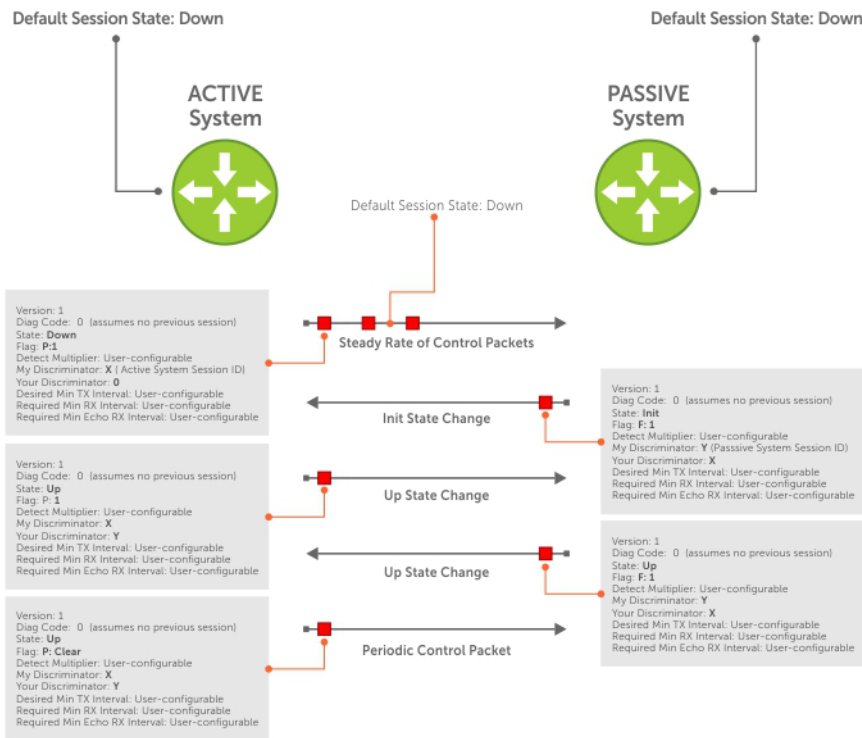 Default Session State: Down
Default Session State: Down
ACTIVE
System
PASSIVE
System
Default Session State: Down
Version: 1
Diag Code:  0  (assumes no previous session)
State: Down
Flag: P:1
Detect Multiplier: User-configurable
My Discriminator: X ( Active System Session ID)
Your Discriminator: 0
Desired Min TX Interval: User-configurable
Required Min RX Interval: User-configurable
Required Min Echo RX Interval: User-configurable
Steady Rate of Control Packets
Init State Change
Version: 1
Diag Code:  0  (assumes no previous session)
State: Init
Flag: F: 1
Detect Multiplier: User-configurable
My Discriminator: Y (Passsive System Session ID)
Your Discriminator: X
Desired Min TX Interval: User-configurable
Required Min RX Interval: User-configurable
Required Min Echo RX Interval: User-configurable
Version: 1
Diag Code:  0  (assumes no previous session)
State: Up
Flag: P: 1
Detect Multiplier: User-configurable
My Discriminator: X
Your Discriminator: Y
Desired Min TX Interval: User-configurable
Required Min RX Interval: User-configurable
Required Min Echo RX Interval: User-configurable
Up State Change
Up State Change
Version: 1
Diag Code:  0  (assumes no previous session)
State: Up
Flag: F: 1
Detect Multiplier: User-configurable
My Discriminator: Y
Your Discriminator: X
Desired Min TX Interval: User-configurable
Required Min RX Interval: User-configurable
Required Min Echo RX Interval: User-configurable
Version: 1
Diag Code:  0  (assumes no previous session)
State: Up
Flag: P: Clear
Detect Multiplier: User-configurable
My Discriminator: X
Your Discriminator: Y
Desired Min TX Interval: User-configurable
Required Min RX Interval: User-configurable
Required Min Echo RX Interval: User-configurable
Periodic Control Packet